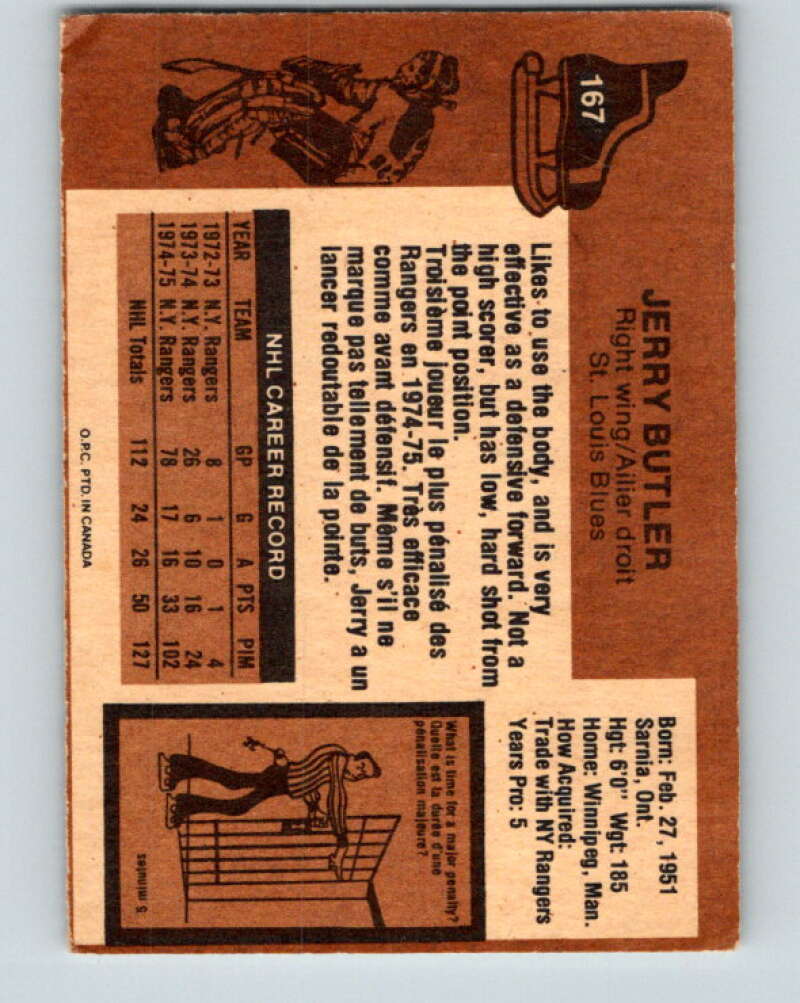 167
JERRY BUTLER
Right wing/Ailier droit
St. Louis Blues
Born: Feb. 27, 1951
Sarnia, Ont.
Hgt: 6'0" Wgt: 185
Home: Winnipeg, Man.
How Acquired:
Trade with NY Rangers
Years Pro: 5
Likes to use the body, and is very
effective as a defensive forward. Not a
high scorer, but has low, hard shot from
the point position.
Troisième joueur le plus pénalisé des
Rangers en 1974-75. Très efficace
comme avant défensif. Même s'il ne
marque pas tellement de buts, Jerry a un
lancer redoutable de la pointe.
NHL CAREER RECORD
YEAR TEAM GP G A PTS PIM
1972-73 N.Y. Rangers 8 1 0 1 4
1973-74 N.Y. Rangers 26 6 10 16 24
1974-75 N.Y. Rangers 78 17 16 33 102
NHL Totals 112 24 26 50 127
O.P.C. PTD. IN CANADA
What is time for a major penalty?
Quelle est la durée d'une
pénalisation majeure?
5 minutes